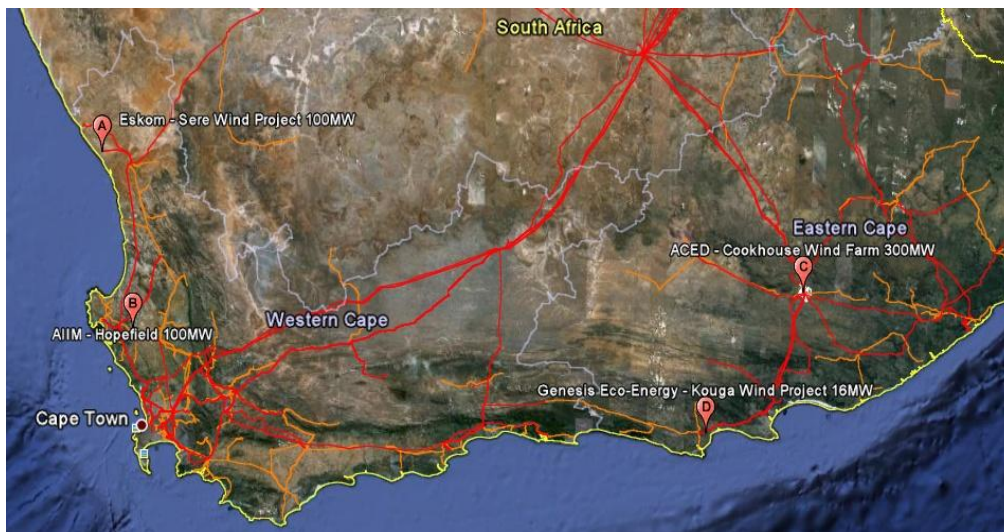 South Africa
A
Eskom - Sere Wind Project 100MW
Eastern Cape
ACED - Cookhouse Wind Farm 300MW
C
B
Western Cape
AIIM - Hopefield 100MW
Genesis Eco-Energy - Kouga Wind Project 16MW
D
Cape Town